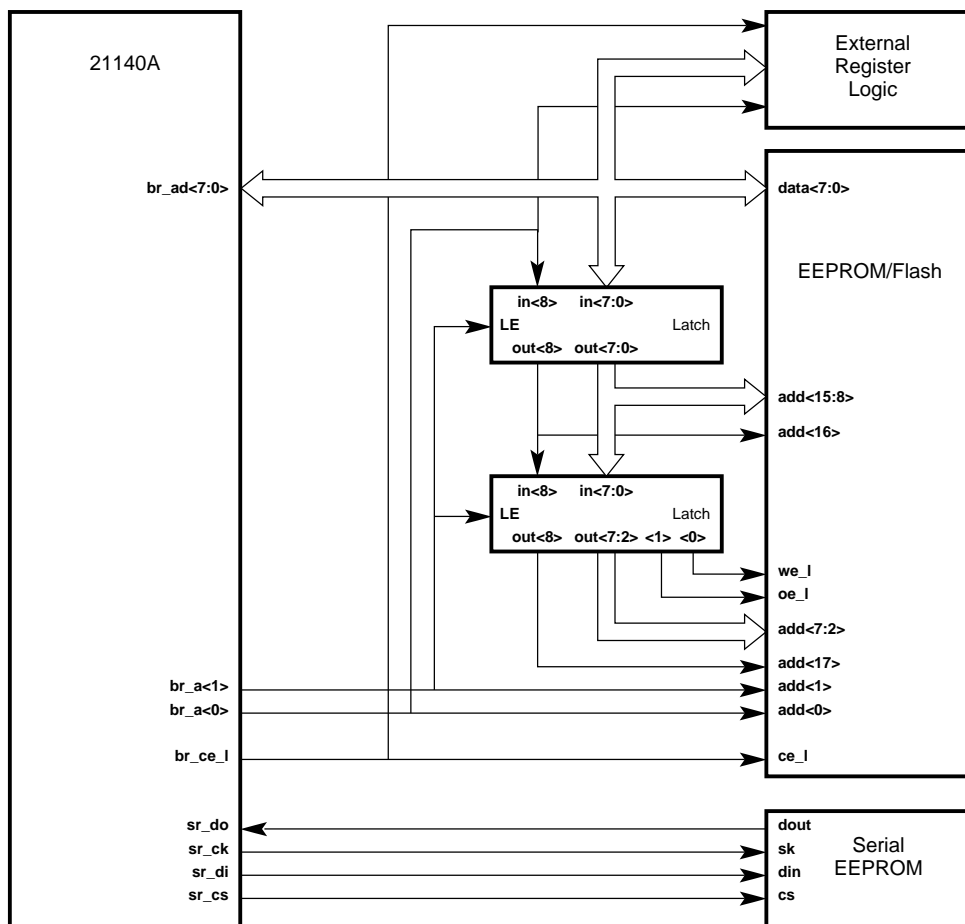 21140A
External
Register
Logic
br_ad<7:0>
data<7:0>
EEPROM/Flash
in<8> in<7:0>
LE Latch
out<8> out<7:0>
add<15:8>
add<16>
in<8> in<7:0>
LE Latch
out<8> out<7:2> <1> <0>
we_l
oe_l
add<7:2>
add<17>
br_a<1>
add<1>
br_a<0>
add<0>
br_ce_l
ce_l
sr_do
dout
sr_ck
sk
sr_di
din
sr_cs
cs
Serial
EEPROM